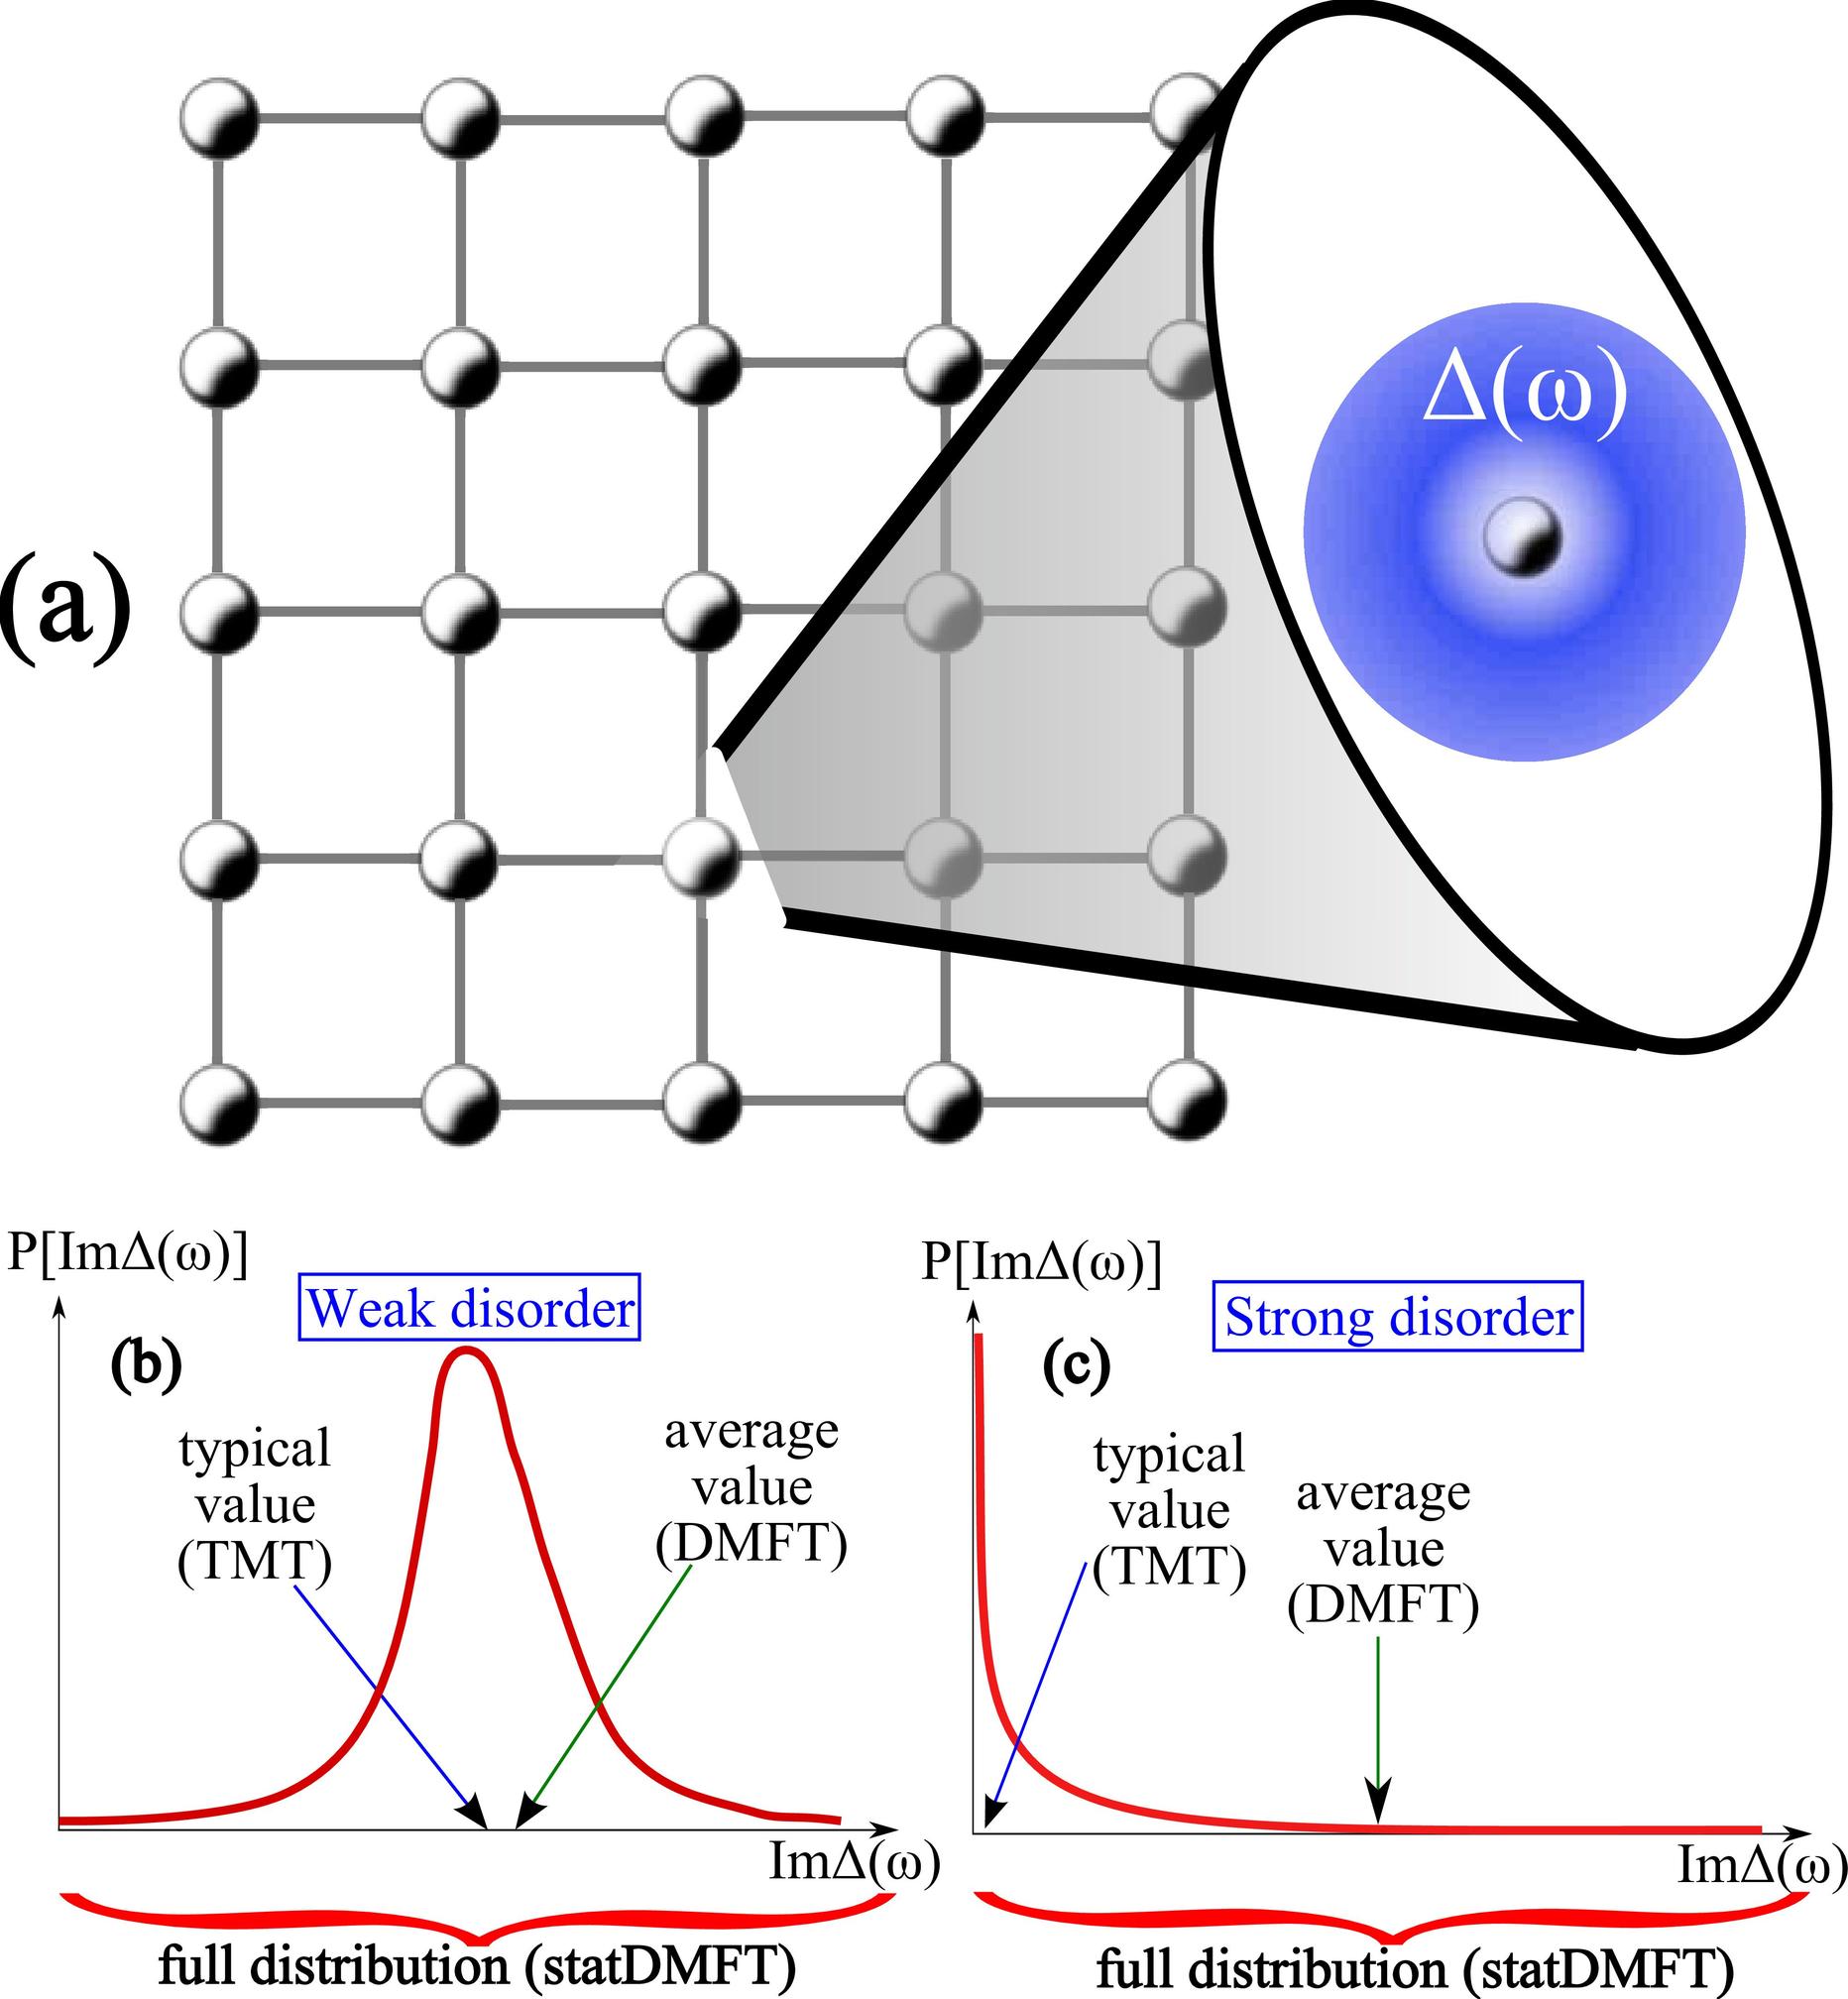 (a)
Δ(ω)
P[ImΔ(ω)]
Weak disorder
(b)
typical
value
(TMT)
average
value
(DMFT)
ImΔ(ω)
full distribution (statDMFT)
P[ImΔ(ω)]
Strong disorder
(c)
typical
value
(TMT)
average
value
(DMFT)
ImΔ(ω)
full distribution (statDMFT)